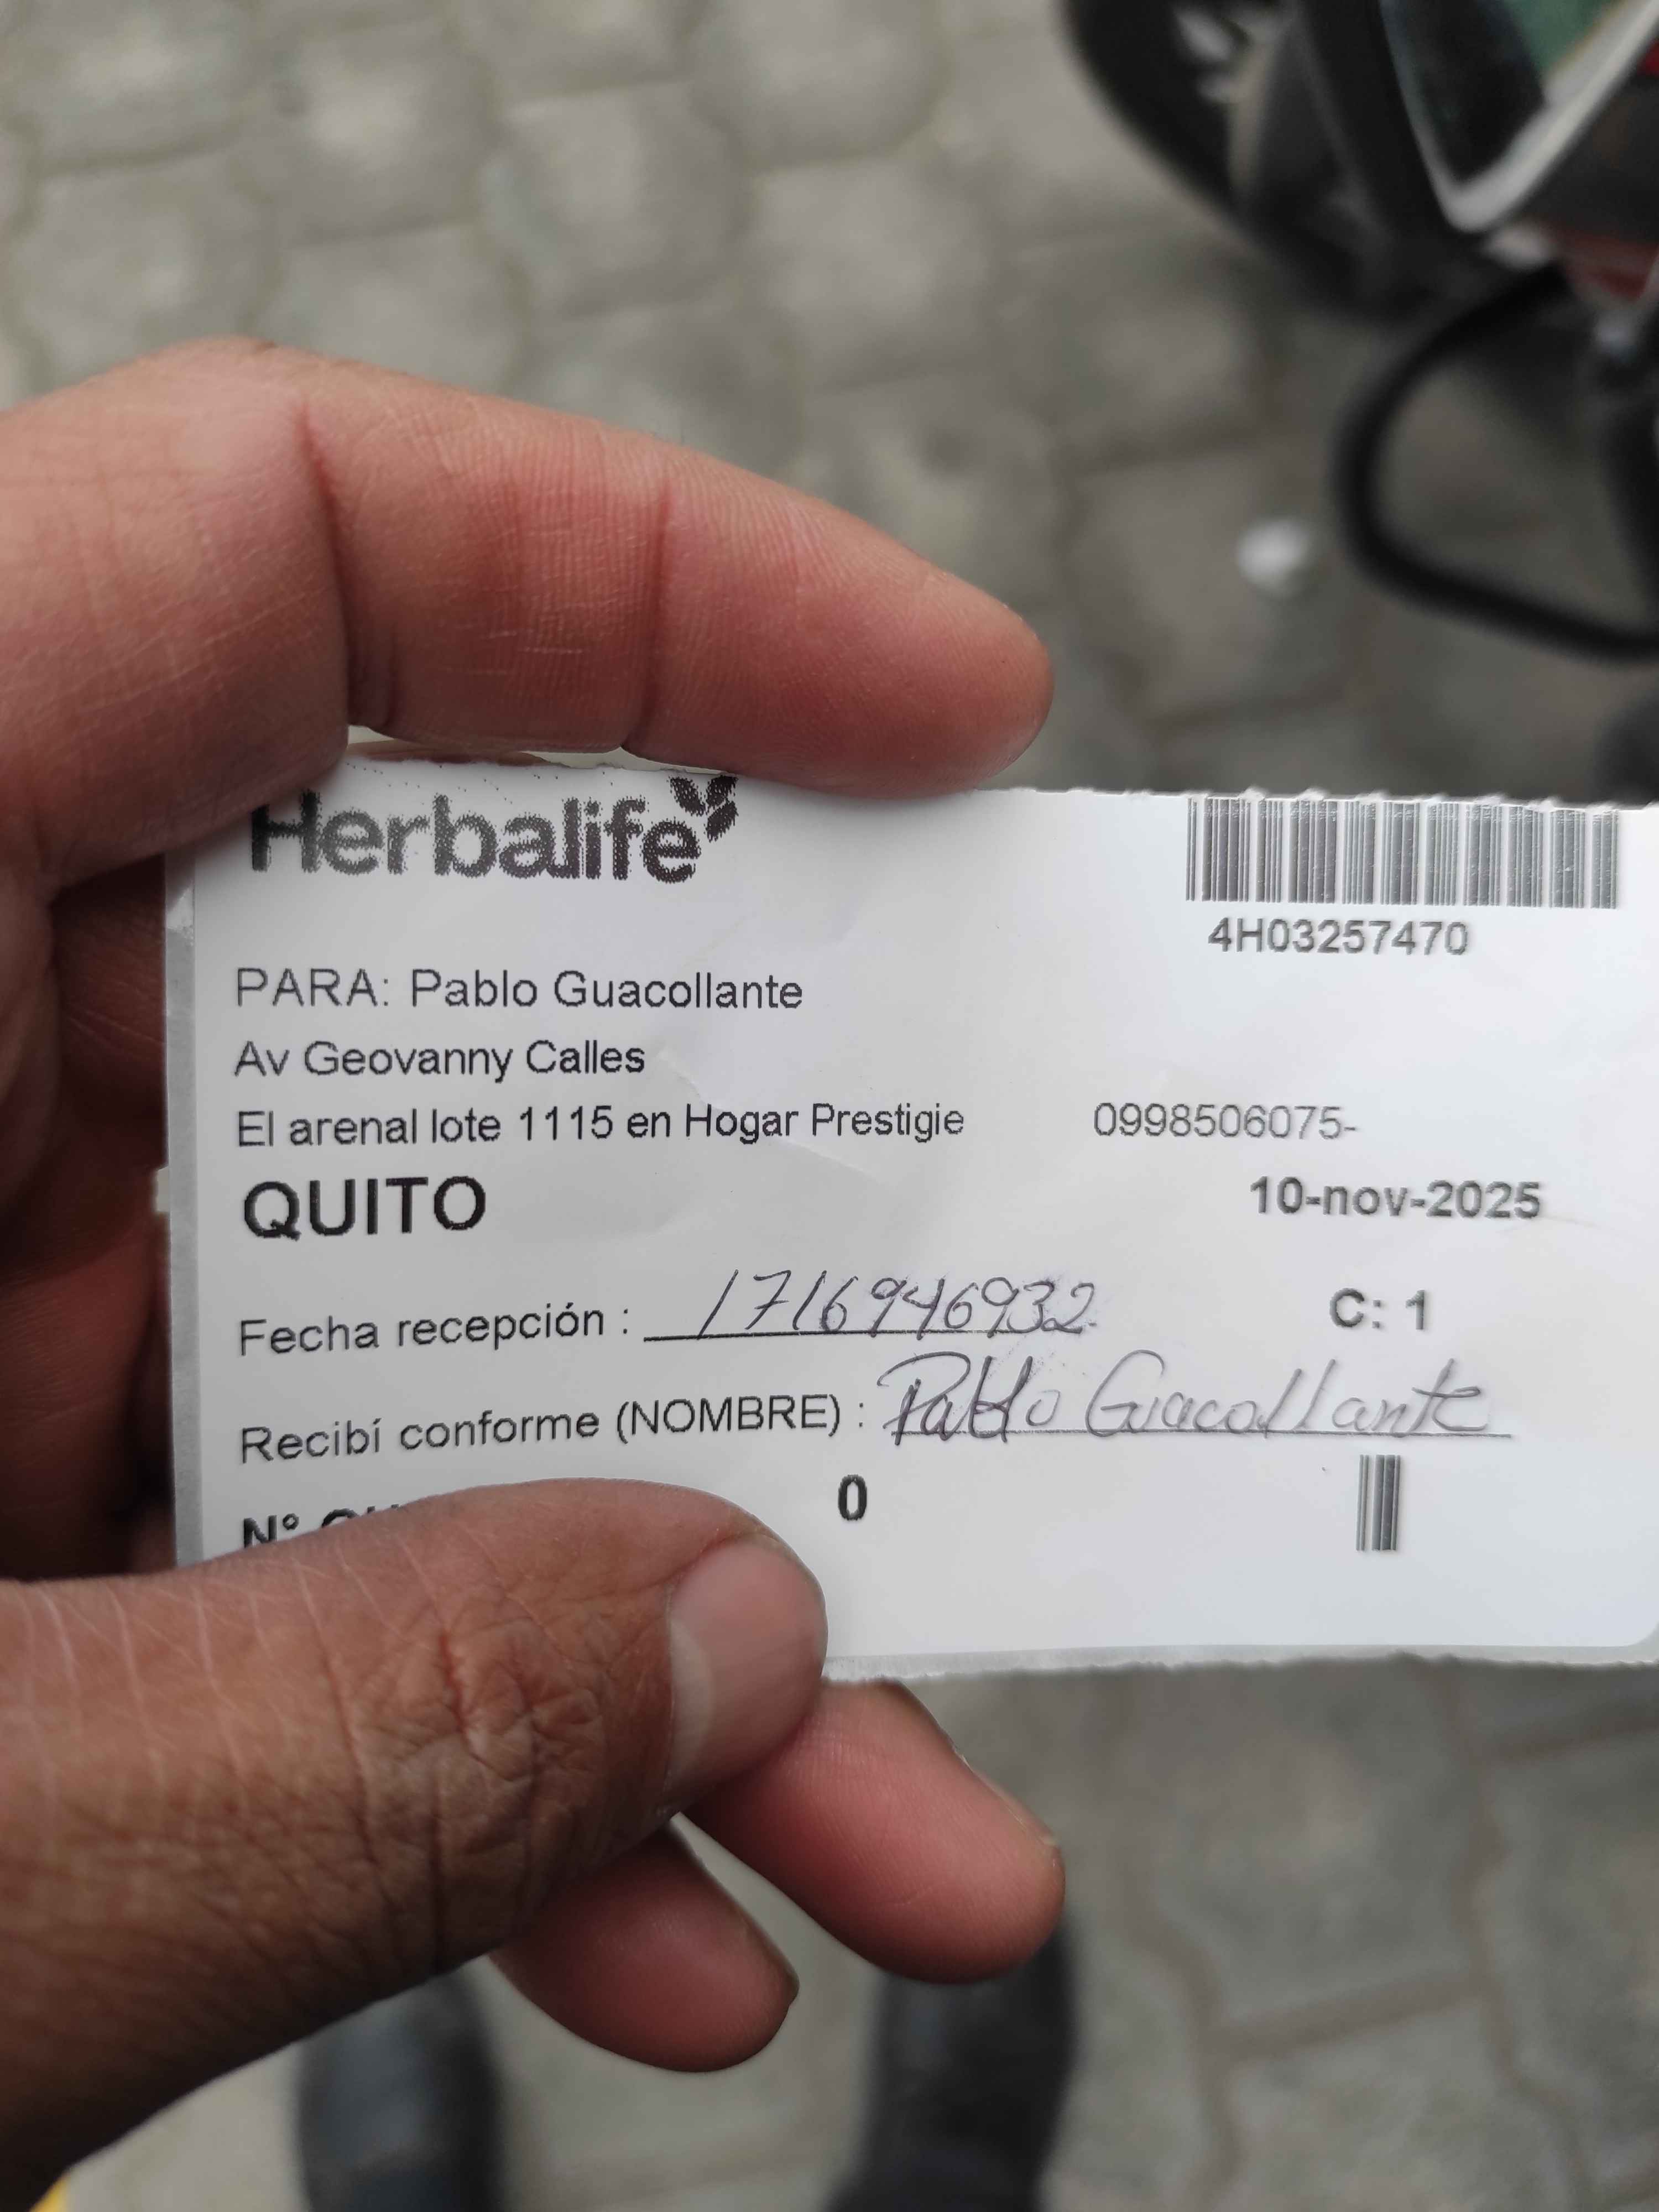 Herbalife
4H03257470
PARA: Pablo Guacollante
Av Geovanny Calles
El arenal lote 1115 en Hogar Prestigie 0998506075-
QUITO 10-nov-2025
Fecha recepción : 1716946932. C: 1
Recibí conforme (NOMBRE) : Pablo Guacollante
N° 0